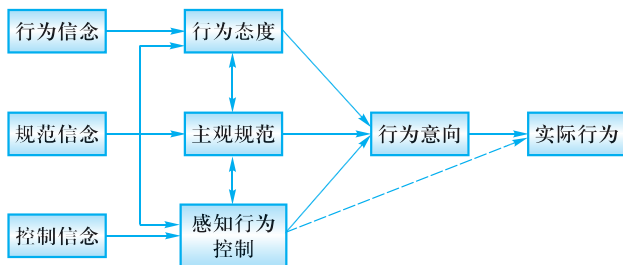 行为信念
行为态度
规范信念
主观规范
行为意向
实际行为
控制信念
感知行为
控制